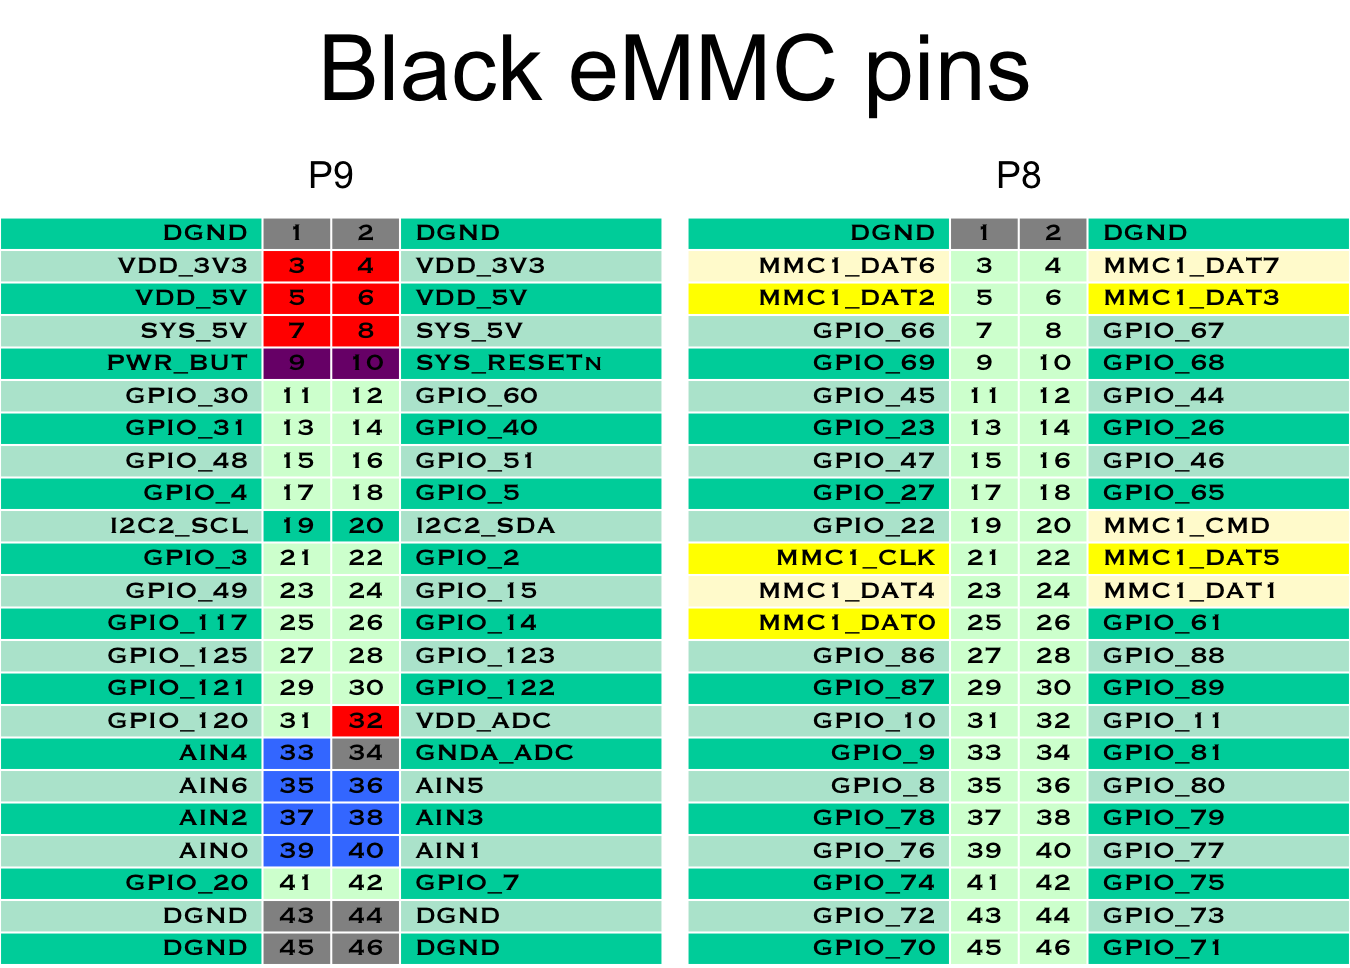 Black eMMC pins
P9
DGND 1 2 DGND
VDD_3V3 3 4 VDD_3V3
VDD_5V 5 6 VDD_5V
SYS_5V 7 8 SYS_5V
PWR_BUT 9 10 SYS_RESETN
GPIO_30 11 12 GPIO_60
GPIO_31 13 14 GPIO_40
GPIO_48 15 16 GPIO_51
GPIO_4 17 18 GPIO_5
I2C2_SCL 19 20 I2C2_SDA
GPIO_3 21 22 GPIO_2
GPIO_49 23 24 GPIO_15
GPIO_117 25 26 GPIO_14
GPIO_125 27 28 GPIO_123
GPIO_121 29 30 GPIO_122
GPIO_120 31 32 VDD_ADC
AIN4 33 34 GNDA_ADC
AIN6 35 36 AIN5
AIN2 37 38 AIN3
AIN0 39 40 AIN1
GPIO_20 41 42 GPIO_7
DGND 43 44 DGND
DGND 45 46 DGND
P8
DGND 1 2 DGND
MMC1_DAT6 3 4 MMC1_DAT7
MMC1_DAT2 5 6 MMC1_DAT3
GPIO_66 7 8 GPIO_67
GPIO_69 9 10 GPIO_68
GPIO_45 11 12 GPIO_44
GPIO_23 13 14 GPIO_26
GPIO_47 15 16 GPIO_46
GPIO_27 17 18 GPIO_65
GPIO_22 19 20 MMC1_CMD
MMC1_CLK 21 22 MMC1_DAT5
MMC1_DAT4 23 24 MMC1_DAT1
MMC1_DAT0 25 26 GPIO_61
GPIO_86 27 28 GPIO_88
GPIO_87 29 30 GPIO_89
GPIO_10 31 32 GPIO_11
GPIO_9 33 34 GPIO_81
GPIO_8 35 36 GPIO_80
GPIO_78 37 38 GPIO_79
GPIO_76 39 40 GPIO_77
GPIO_74 41 42 GPIO_75
GPIO_72 43 44 GPIO_73
GPIO_70 45 46 GPIO_71